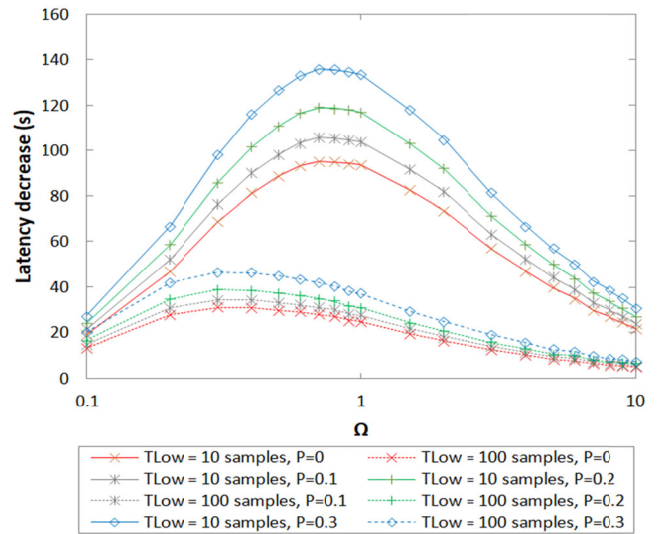 160
140
120
100
80
60
40
20
0
Latency decrease (s)
0.1 1 10
Ω
TLow = 10 samples, P=0 TLow = 100 samples, P=0
TLow = 10 samples, P=0.1 TLow = 10 samples, P=0.2
TLow = 100 samples, P=0.1 TLow = 100 samples, P=0.2
TLow = 10 samples, P=0.3 TLow = 100 samples, P=0.3